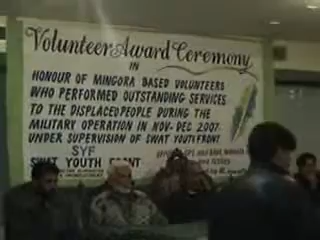 Volunteer Award Ceremony
IN
HONOUR OF MINGORA BASED VOLUNTEERS
WHO PERFORMED OUTSTANDING SERVICES
TO THE DISPLACED PEOPLE DURING THE
MILITARY OPERATION IN NOV-DEC 2007
UNDER SUPERVISION OF SWAT YOUTH FRONT
SYF
SWAT YOUTH FRONT